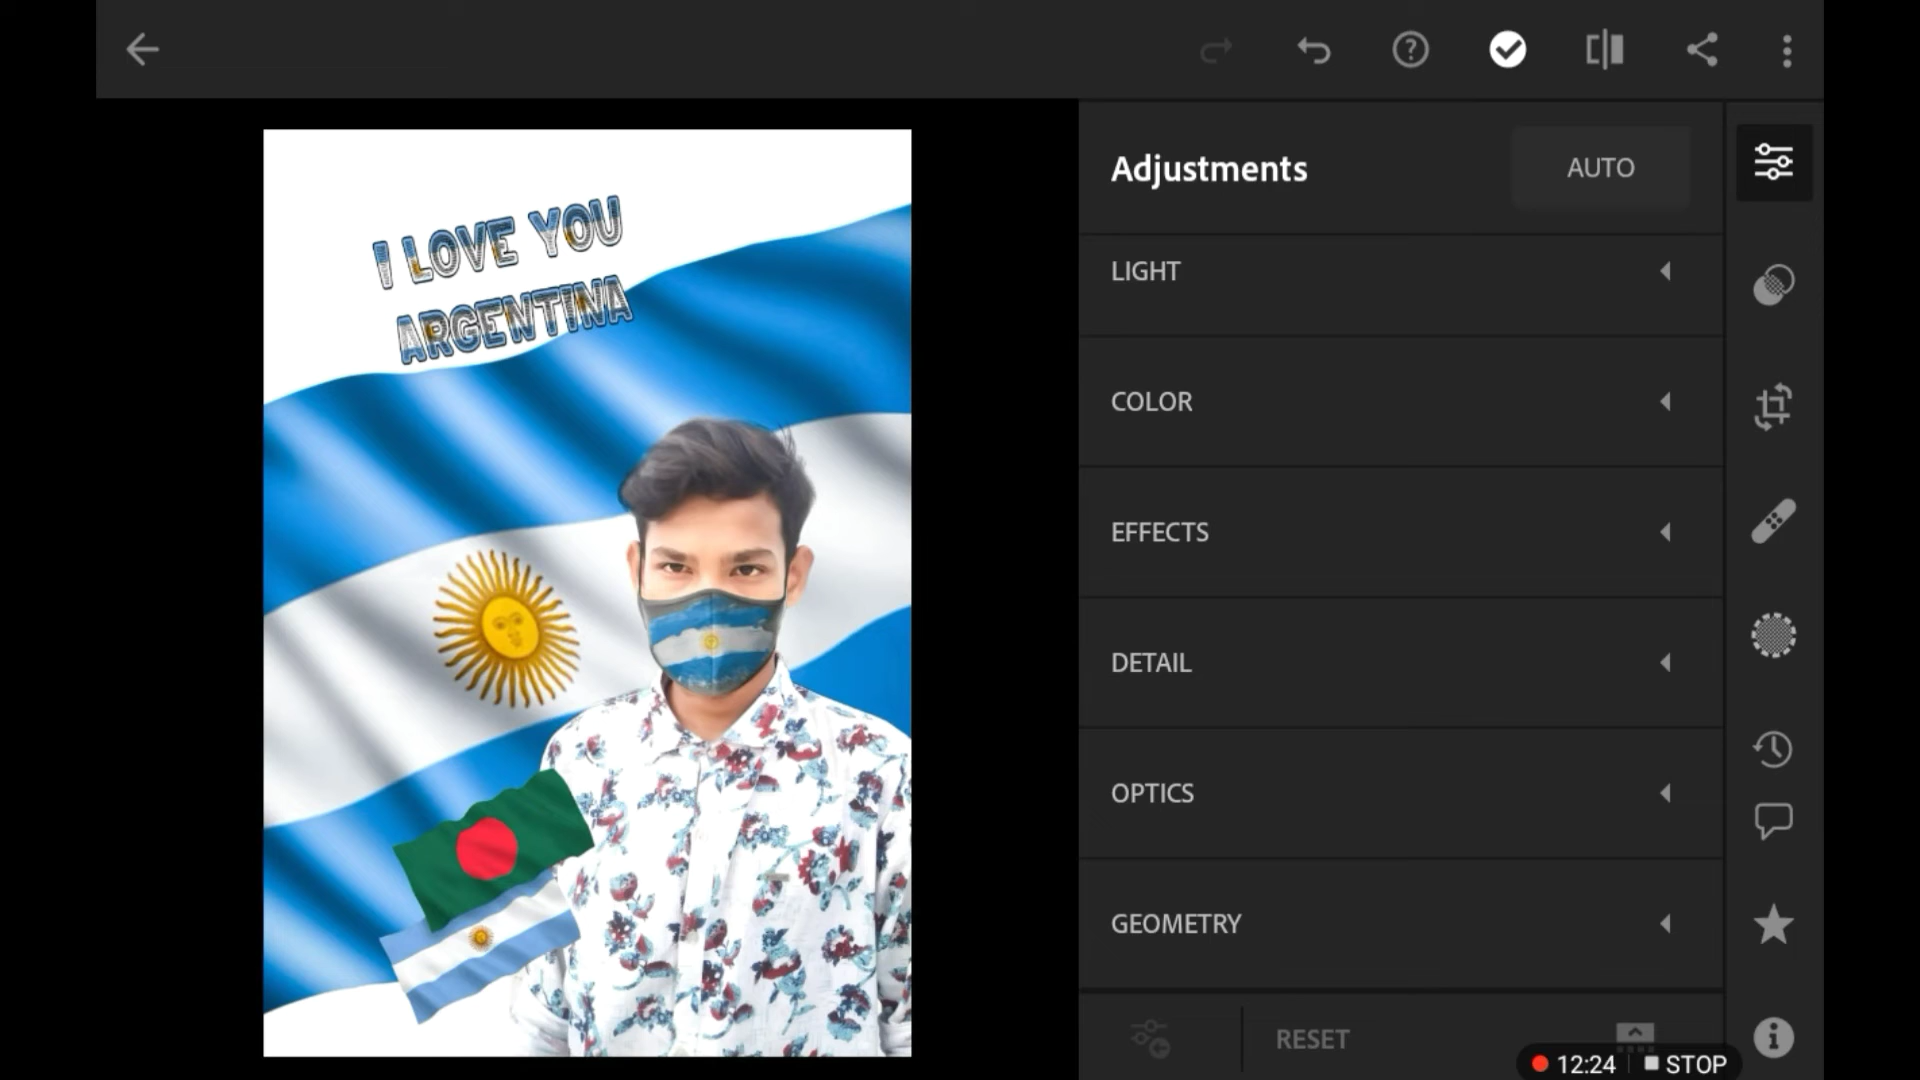 Adjustments
AUTO
I LOVE YOU
ARGENTINA
LIGHT
COLOR
EFFECTS
DETAIL
OPTICS
GEOMETRY
RESET
12:24
STOP